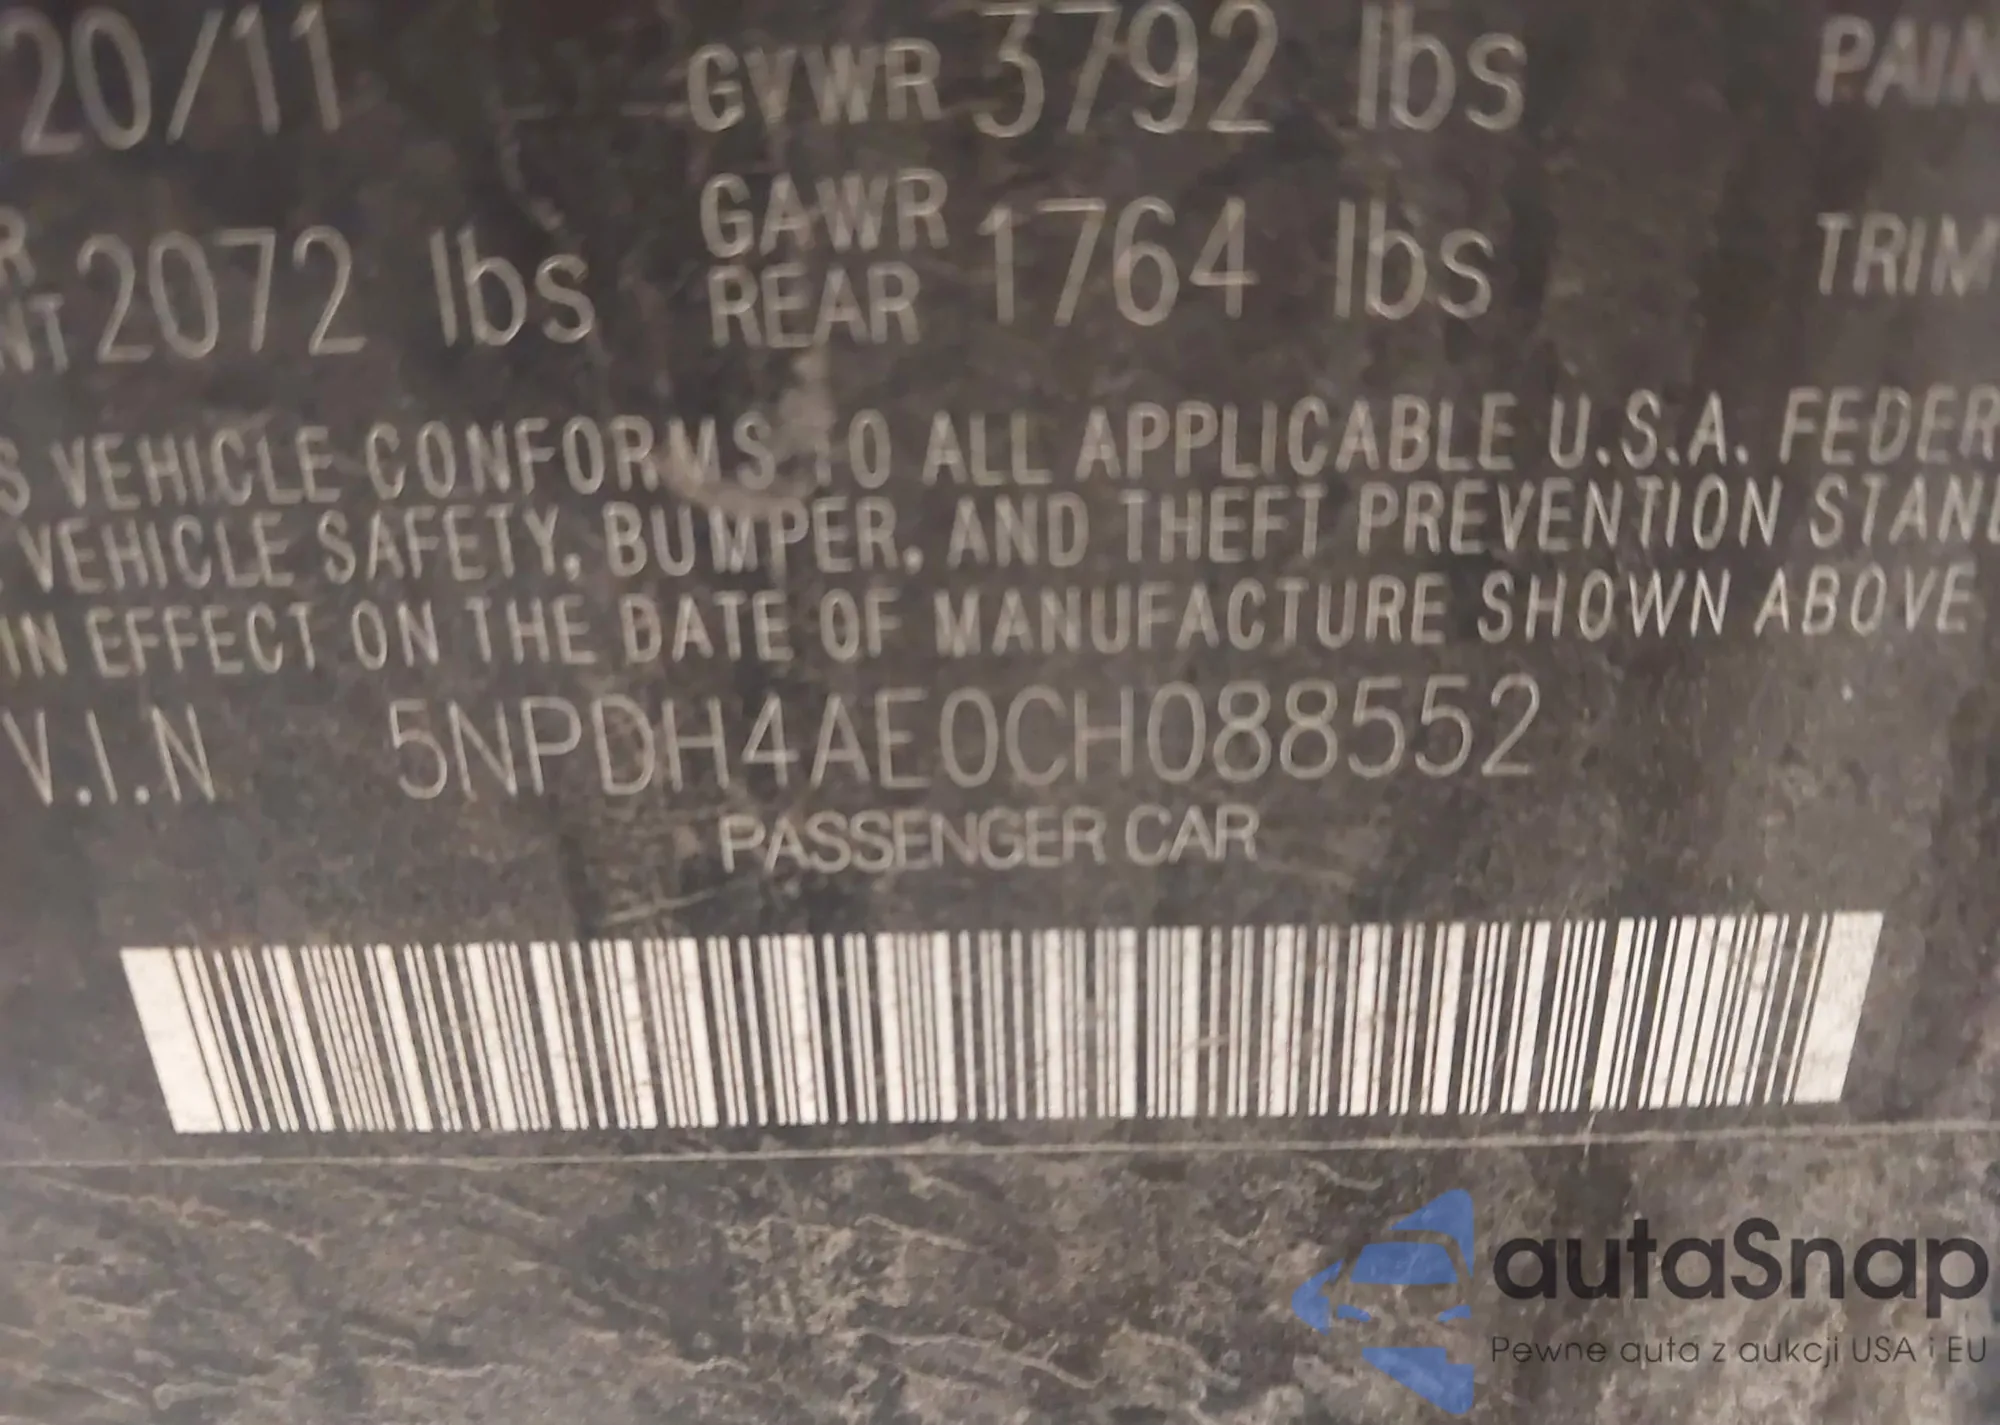 20/11 GVWR 3792 lbs PAIN
R
NT 2072 lbs GAWR REAR 1764 lbs TRIM
S VEHICLE CONFORMS TO ALL APPLICABLE U.S.A. FEDER
VEHICLE SAFETY, BUMPER, AND THEFT PREVENTION STAND
IN EFFECT ON THE DATE OF MANUFACTURE SHOWN ABOVE
V.I.N 5NPDH4AE0CH088552
PASSENGER CAR
autaSnap
Pewne auta z aukcji USA i EU